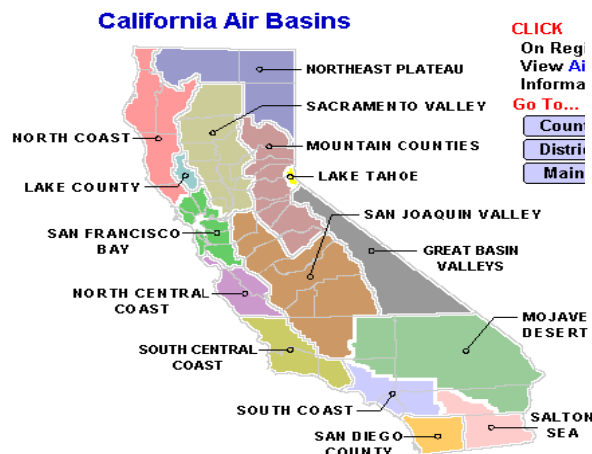 California Air Basins
CLICK
On Regi
View Ai
Informa
Go To...
Count
Distric
Main
NORTHEAST PLATEAU
SACRAMENTO VALLEY
NORTH COAST
MOUNTAIN COUNTIES
LAKE COUNTY
LAKE TAHOE
SAN JOAQUIN VALLEY
SAN FRANCISCO
BAY
GREAT BASIN
VALLEYS
NORTH CENTRAL
COAST
MOJAVE
DESERT
SOUTH CENTRAL
COAST
SOUTH COAST
SALTON
SEA
SAN DIEGO
COUNTY